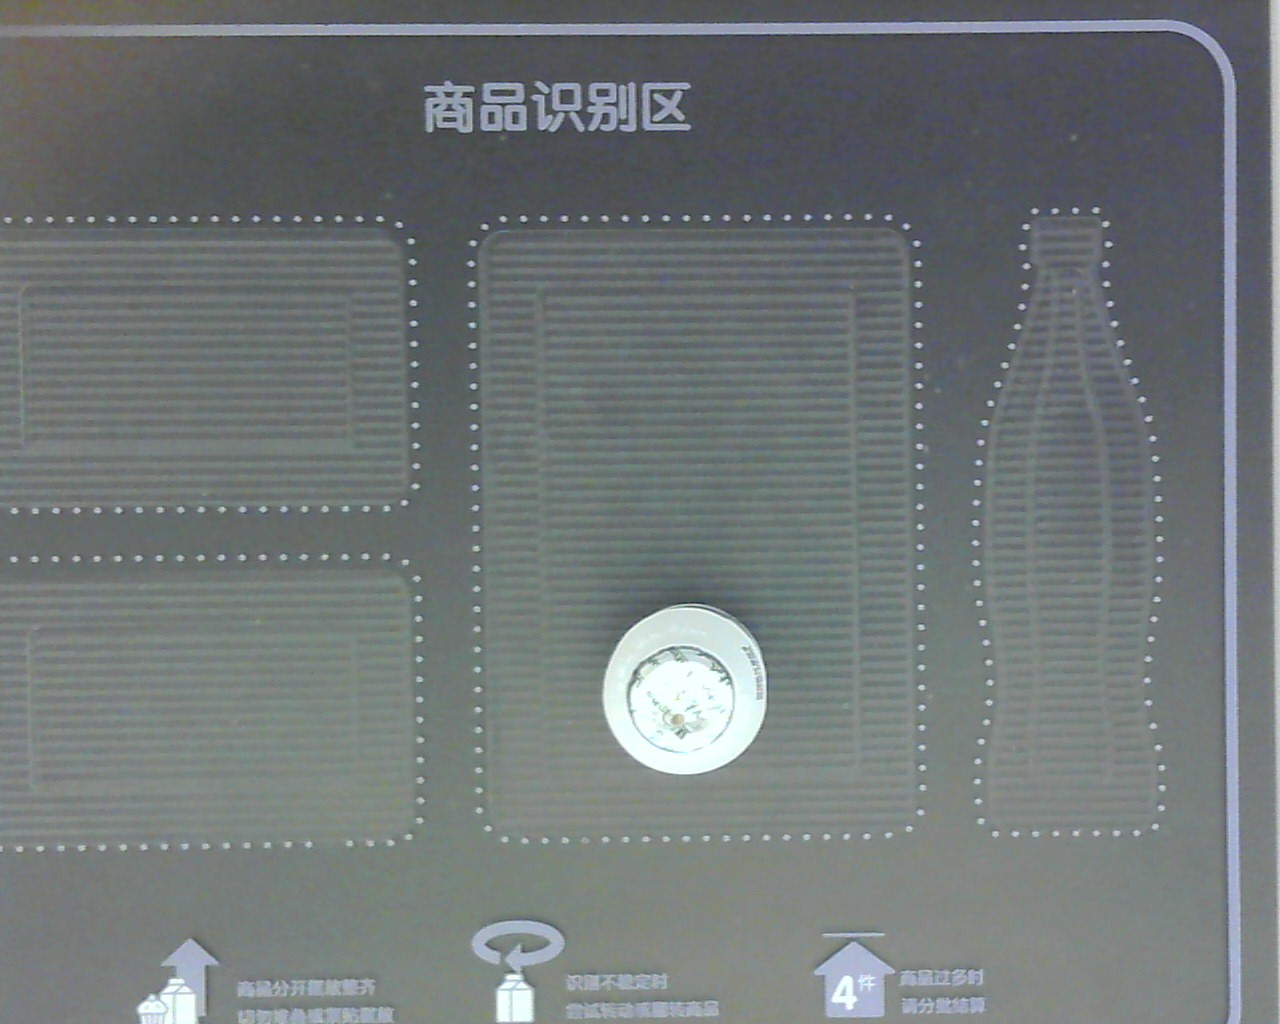 商品识别区
商品分开摆放整齐
切勿堆叠或紧贴摆放
识别不稳定时
尝试转动或翻转商品
4件
商品过多时
请分批结算